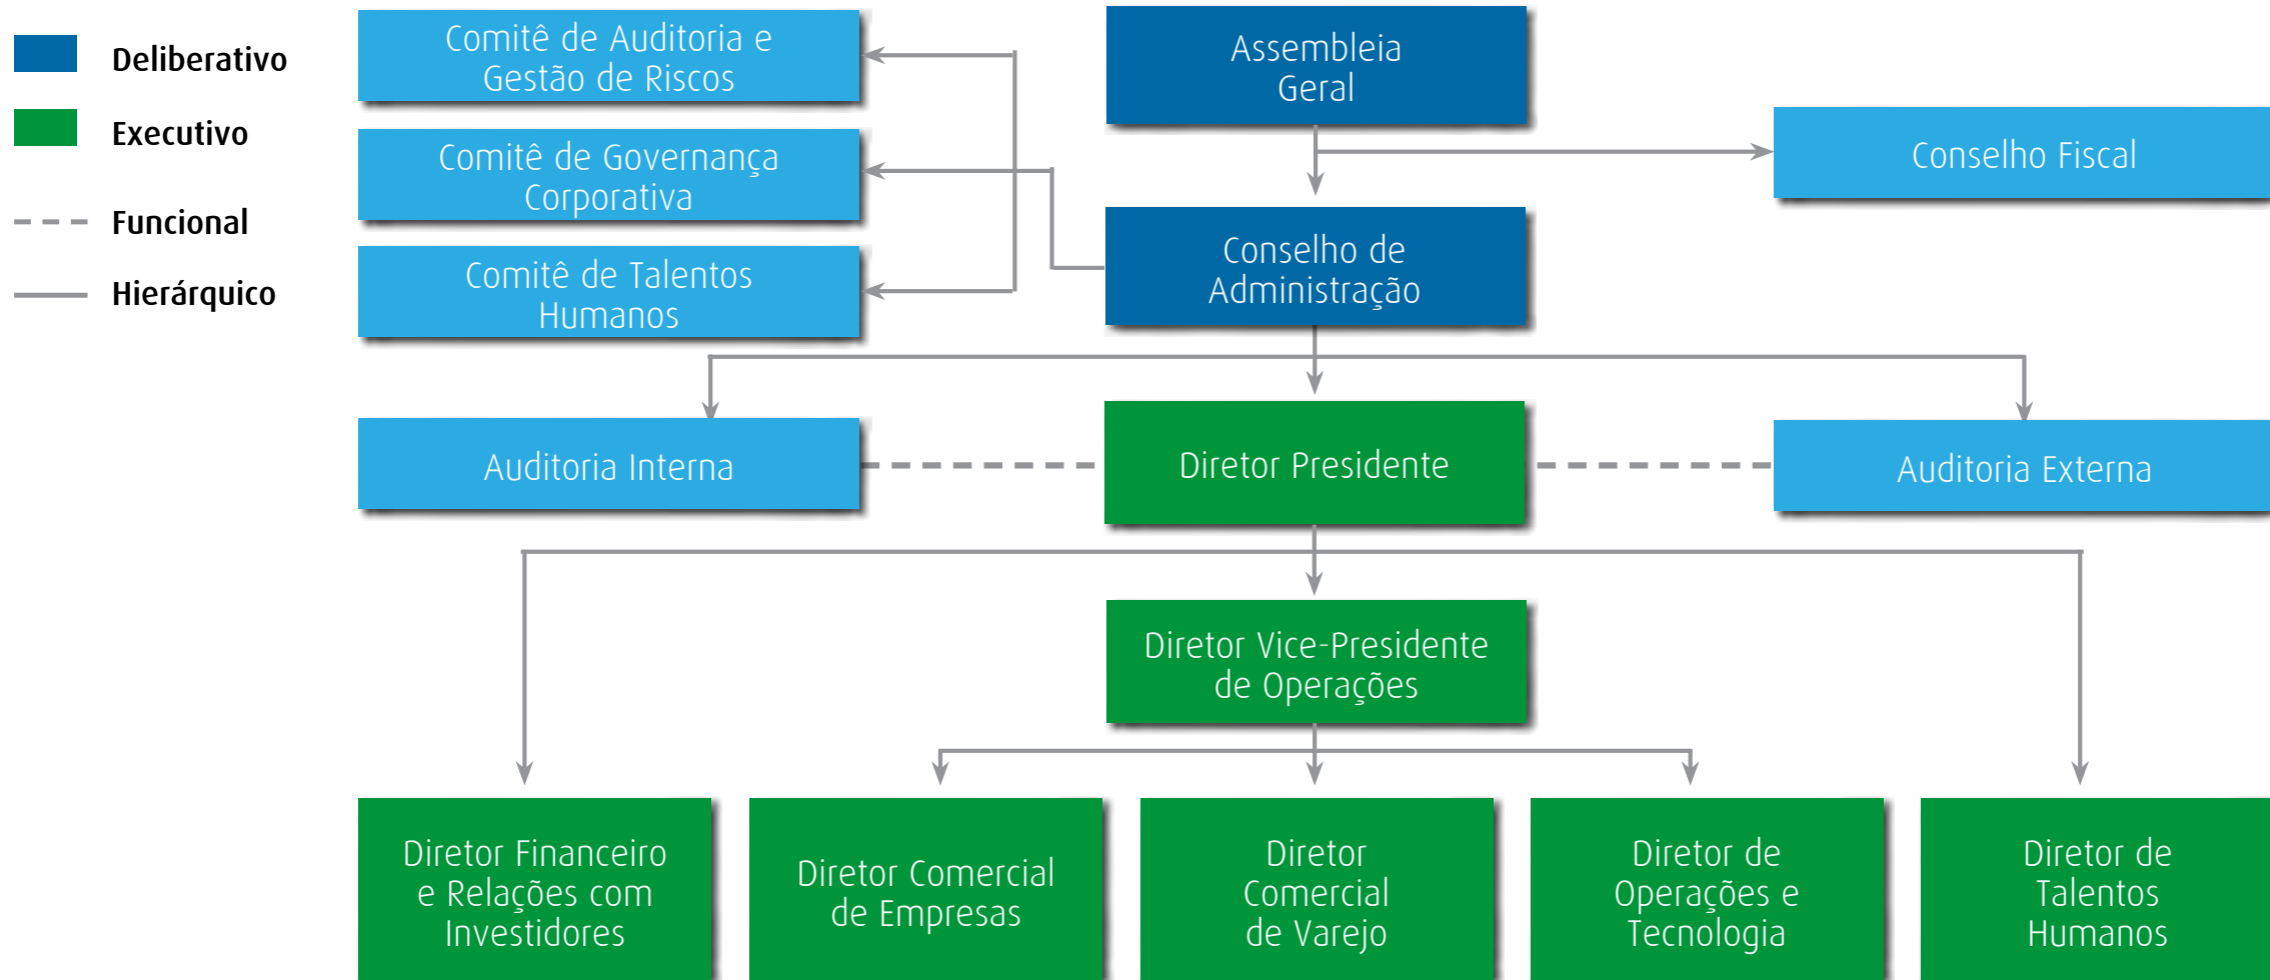 Deliberativo
Executivo
Funcional
Hierárquico
Comitê de Auditoria e
Gestão de Riscos
Comitê de Governança
Corporativa
Comitê de Talentos
Humanos
Assembleia
Geral
Conselho Fiscal
Conselho de
Administração
Auditoria Interna
Diretor Presidente
Auditoria Externa
Diretor Vice-Presidente
de Operações
Diretor Financeiro
e Relações com
Investidores
Diretor Comercial
de Empresas
Diretor
Comercial
de Varejo
Diretor de
Operações e
Tecnologia
Diretor de
Talentos
Humanos